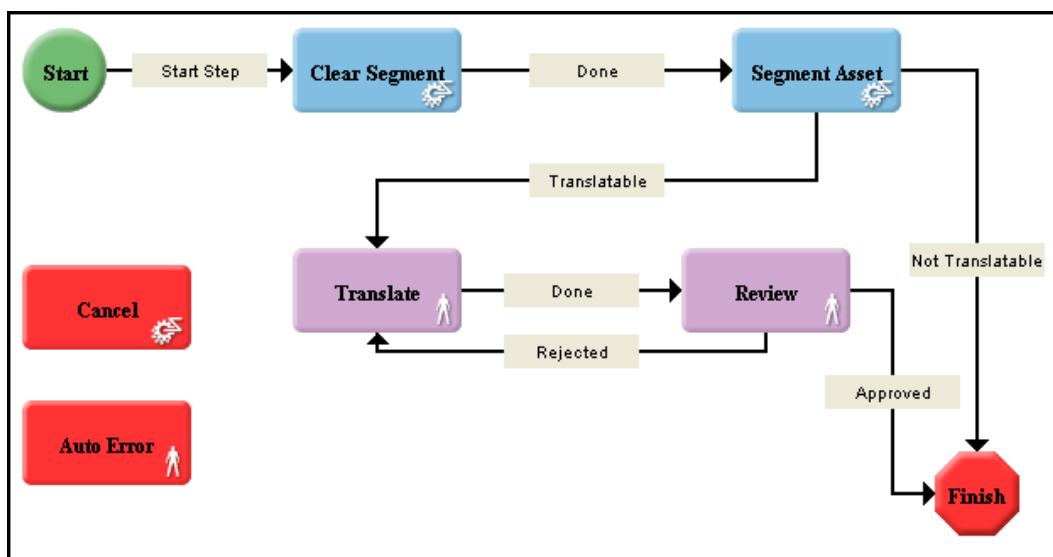 Start
Start Step
Clear Segment
Done
Segment Asset
Translatable
Not Translatable
Translate
Done
Review
Cancel
Rejected
Approved
Auto Error
Finish